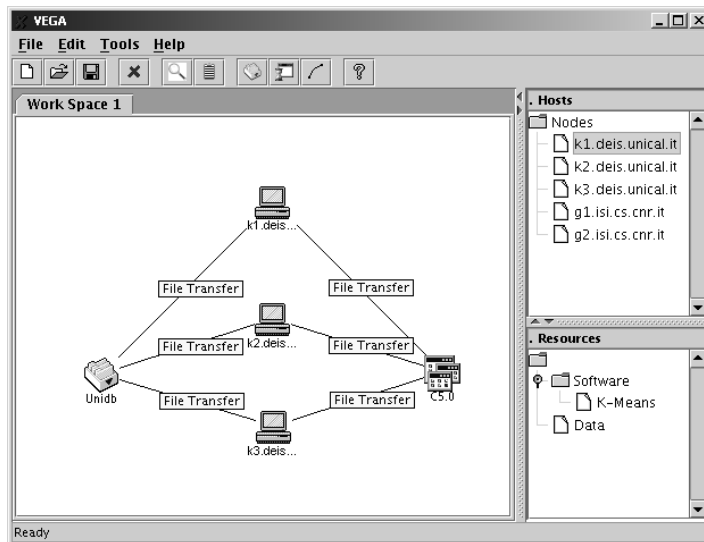 VEGA
File Edit Tools Help
Work Space 1
k1.deis...
File Transfer
File Transfer
k2.deis...
File Transfer
File Transfer
Unidb
C5.0
File Transfer
File Transfer
k3.deis...
. Hosts
Nodes
k1.deis.unical.it
k2.deis.unical.it
k3.deis.unical.it
g1.isi.cs.cnr.it
g2.isi.cs.cnr.it
. Resources
Software
K-Means
Data
Ready